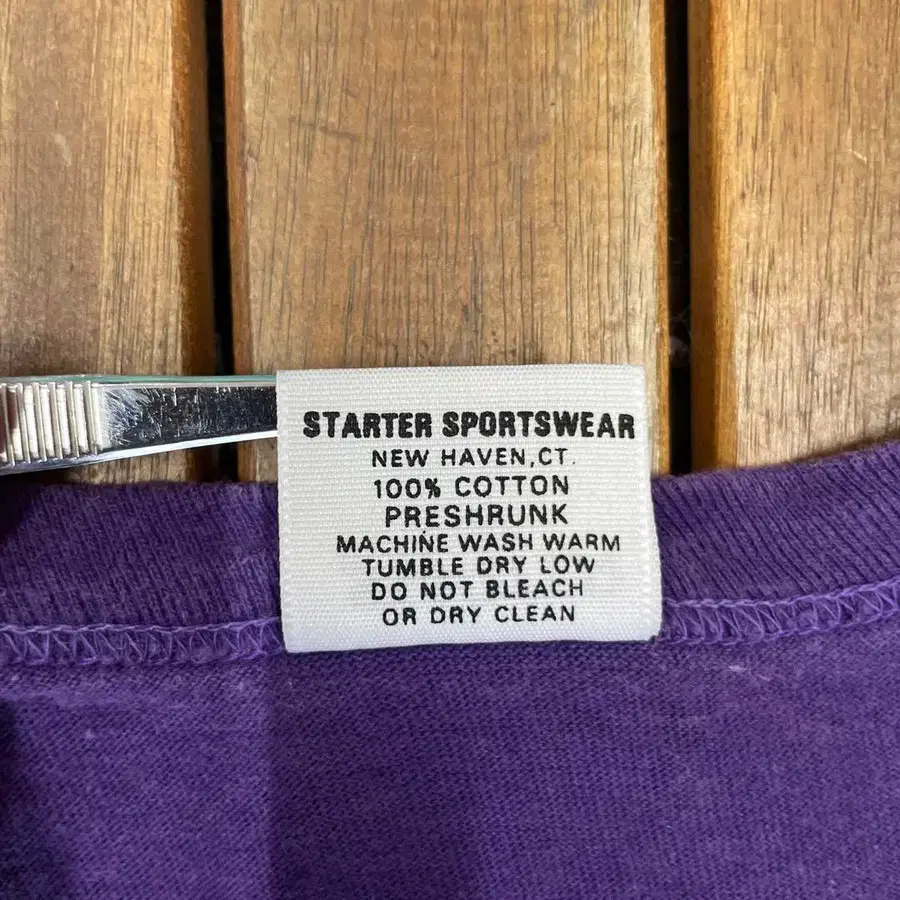 STARTER SPORTSWEAR
NEW HAVEN,CT.
100% COTTON
PRESHRUNK
MACHINE WASH WARM
TUMBLE DRY LOW
DO NOT BLEACH
OR DRY CLEAN